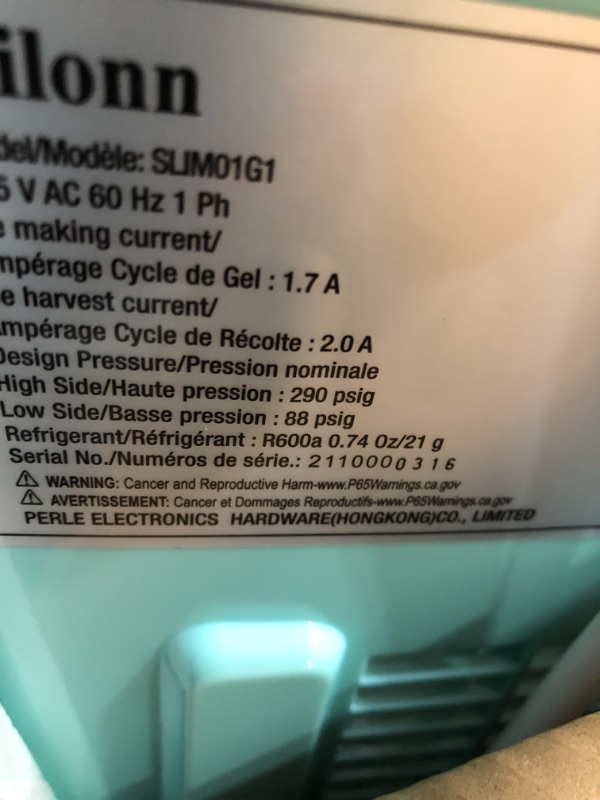 ilonn
del/Modèle: SLIM01G1
5 V AC 60 Hz 1 Ph
e making current/
mpérage Cycle de Gel : 1.7 A
e harvest current/
mpérage Cycle de Récolte : 2.0 A
Design Pressure/Pression nominale
High Side/Haute pression : 290 psig
Low Side/Basse pression : 88 psig
Refrigerant/Réfrigérant : R600a 0.74 Oz/21 g
Serial No./Numéros de série.: 2110000316
⚠ WARNING: Cancer and Reproductive Harm-www.P65Warnings.ca.gov
⚠ AVERTISSEMENT: Cancer et Dommages Reproductifs-www.P65Warnings.ca.gov
PERLE ELECTRONICS HARDWARE(HONGKONG)CO., LIMITED